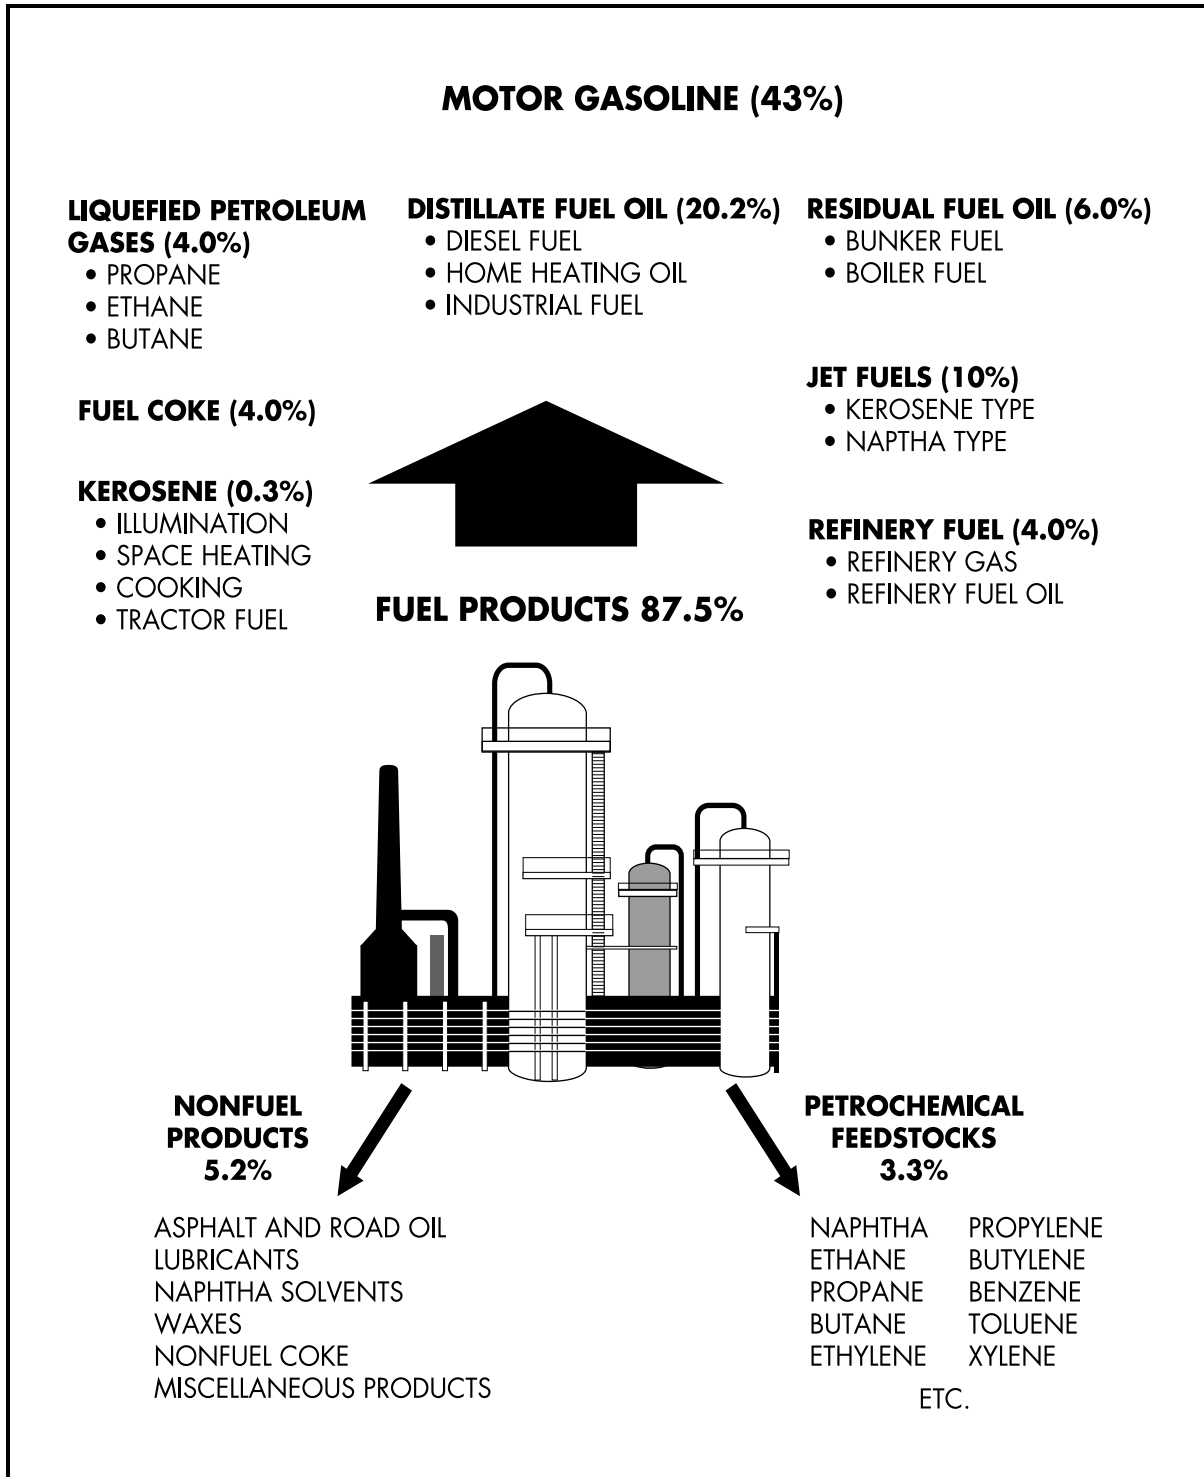 MOTOR GASOLINE (43%)
LIQUEFIED PETROLEUM
GASES (4.0%)
• PROPANE
• ETHANE
• BUTANE
DISTILLATE FUEL OIL (20.2%)
• DIESEL FUEL
• HOME HEATING OIL
• INDUSTRIAL FUEL
RESIDUAL FUEL OIL (6.0%)
• BUNKER FUEL
• BOILER FUEL
FUEL COKE (4.0%)
JET FUELS (10%)
• KEROSENE TYPE
• NAPTHA TYPE
KEROSENE (0.3%)
• ILLUMINATION
• SPACE HEATING
• COOKING
• TRACTOR FUEL
REFINERY FUEL (4.0%)
• REFINERY GAS
• REFINERY FUEL OIL
FUEL PRODUCTS 87.5%
NONFUEL
PRODUCTS
5.2%
ASPHALT AND ROAD OIL
LUBRICANTS
NAPHTHA SOLVENTS
WAXES
NONFUEL COKE
MISCELLANEOUS PRODUCTS
PETROCHEMICAL
FEEDSTOCKS
3.3%
NAPHTHA PROPYLENE
ETHANE BUTYLENE
PROPANE BENZENE
BUTANE TOLUENE
ETHYLENE XYLENE
ETC.